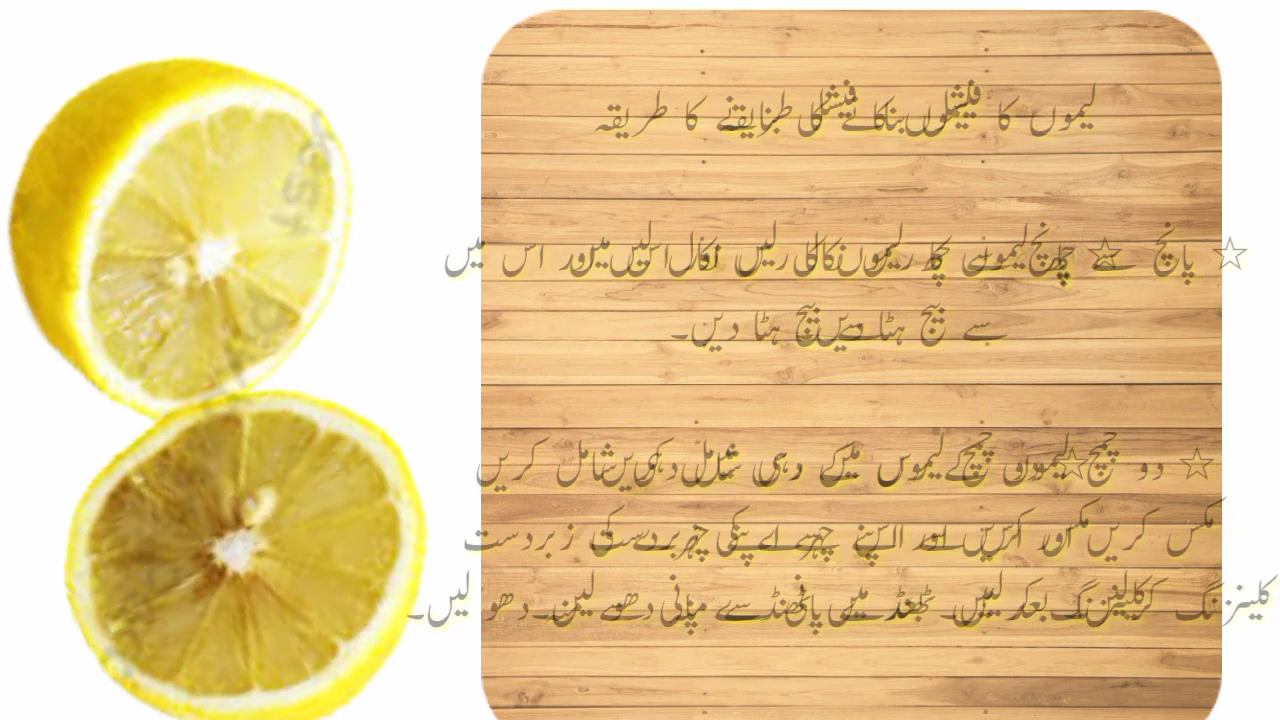 لیموں کا فیشل بنانے کا طریقہ
☆ پانچ سے چھ لیموں کا رس نکال لیں اور اس میں
سے بیج ہٹا دیں۔
☆ دو چمچ لیموں کے رس میں دہی شامل کریں
مکس کریں اور اپنے چہرے کی زبردست
کلینزنگ کر لیں۔ بعد میں ٹھنڈے پانی سے دھو لیں۔